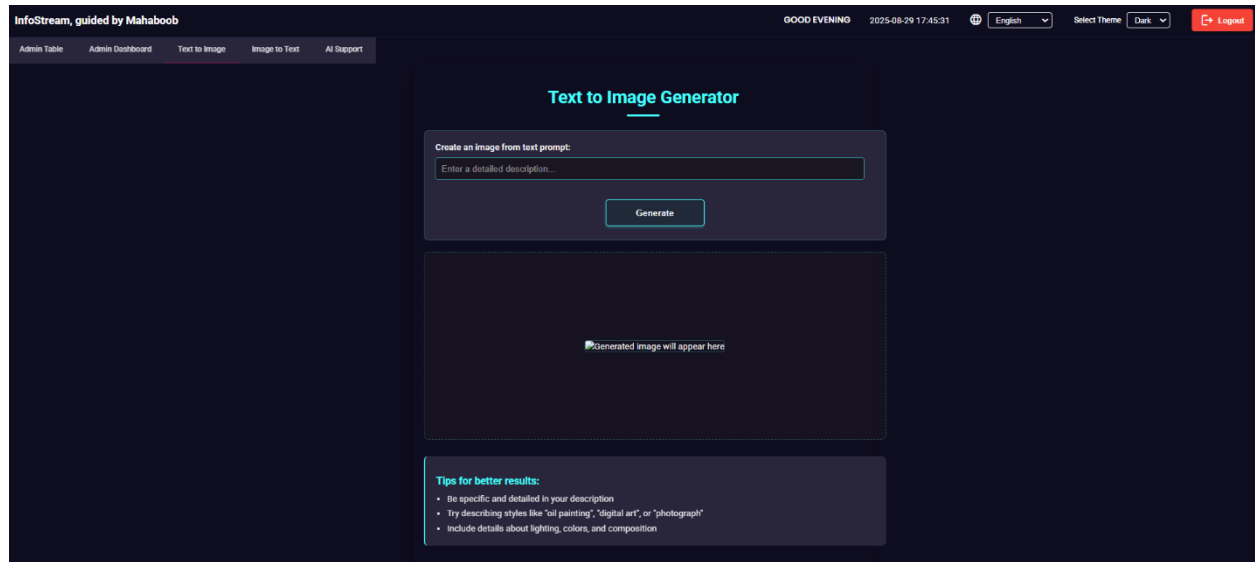 InfoStream, guided by Mahaboob
GOOD EVENING 2025-08-29 17:45:31 English Select Theme Dark Logout
Admin Table Admin Dashboard Text to Image Image to Text AI Support
Text to Image Generator
Create an image from text prompt:
Enter a detailed description...
Generate
Generated image will appear here
Tips for better results:
• Be specific and detailed in your description
• Try describing styles like "oil painting", "digital art", or "photograph"
• Include details about lighting, colors, and composition